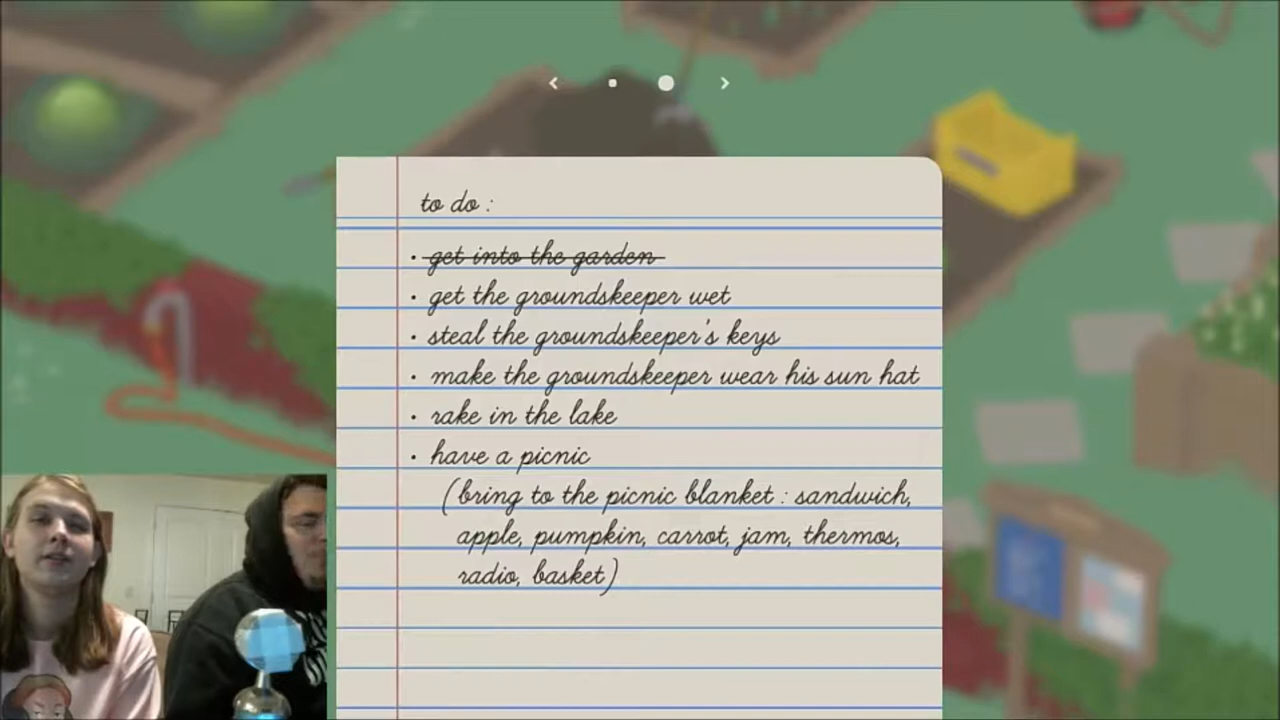 to do :
• get into the garden
• get the groundskeeper wet
• steal the groundskeeper's keys
• make the groundskeeper wear his sun hat
• rake in the lake
• have a picnic
(bring to the picnic blanket : sandwich,
apple, pumpkin, carrot, jam, thermos,
radio, basket)